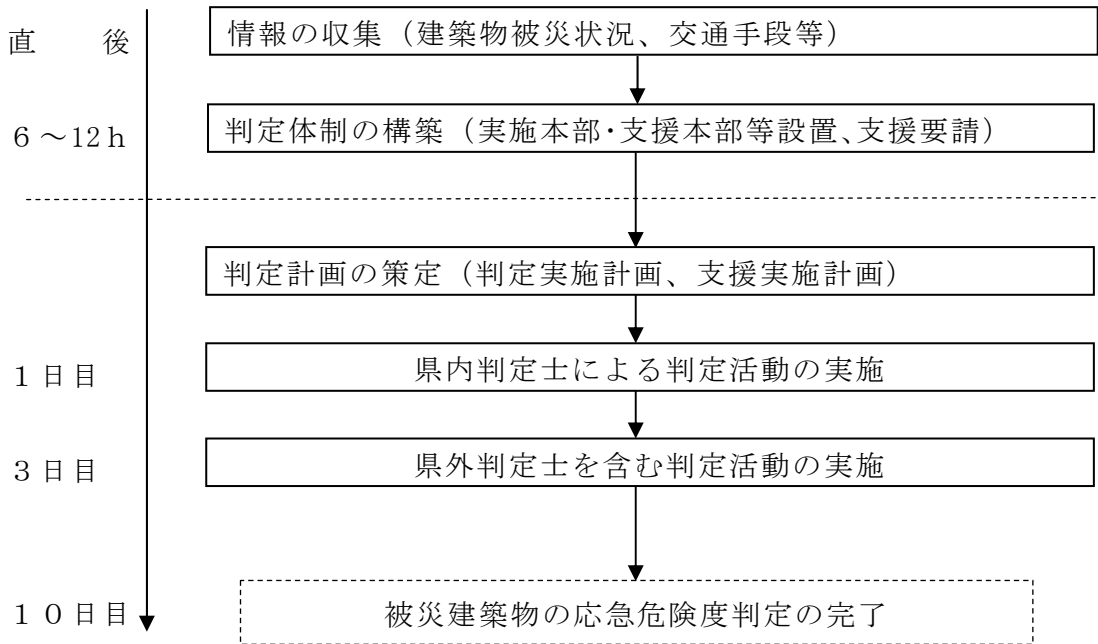 直　　後
情報の収集（建築物被災状況、交通手段等）
６～12ｈ
判定体制の構築（実施本部・支援本部等設置、支援要請）
判定計画の策定（判定実施計画、支援実施計画）
１日目
県内判定士による判定活動の実施
３日目
県外判定士を含む判定活動の実施
１０日目
被災建築物の応急危険度判定の完了